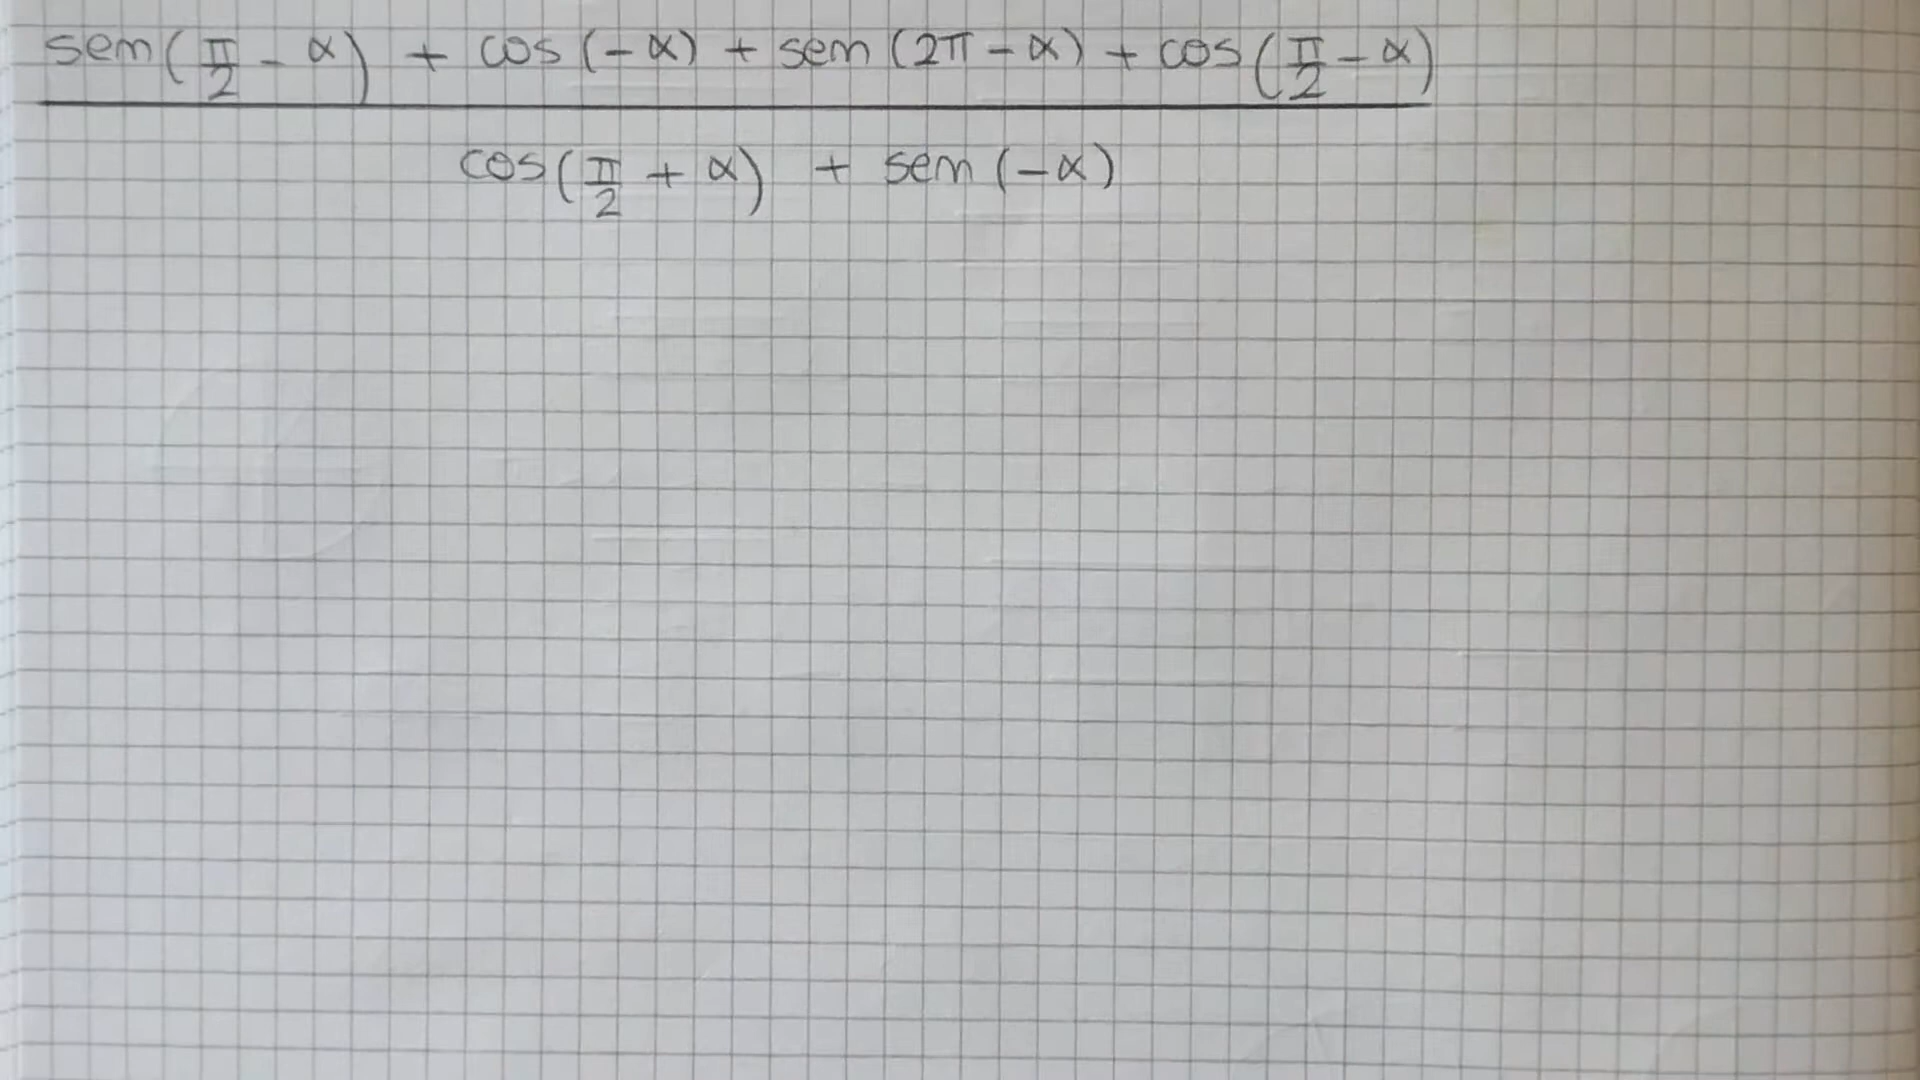 sem(π/2 - α) + cos(-α) + sem(2π - α) + cos(π/2 - α)
cos(π/2 + α) + sem(-α)